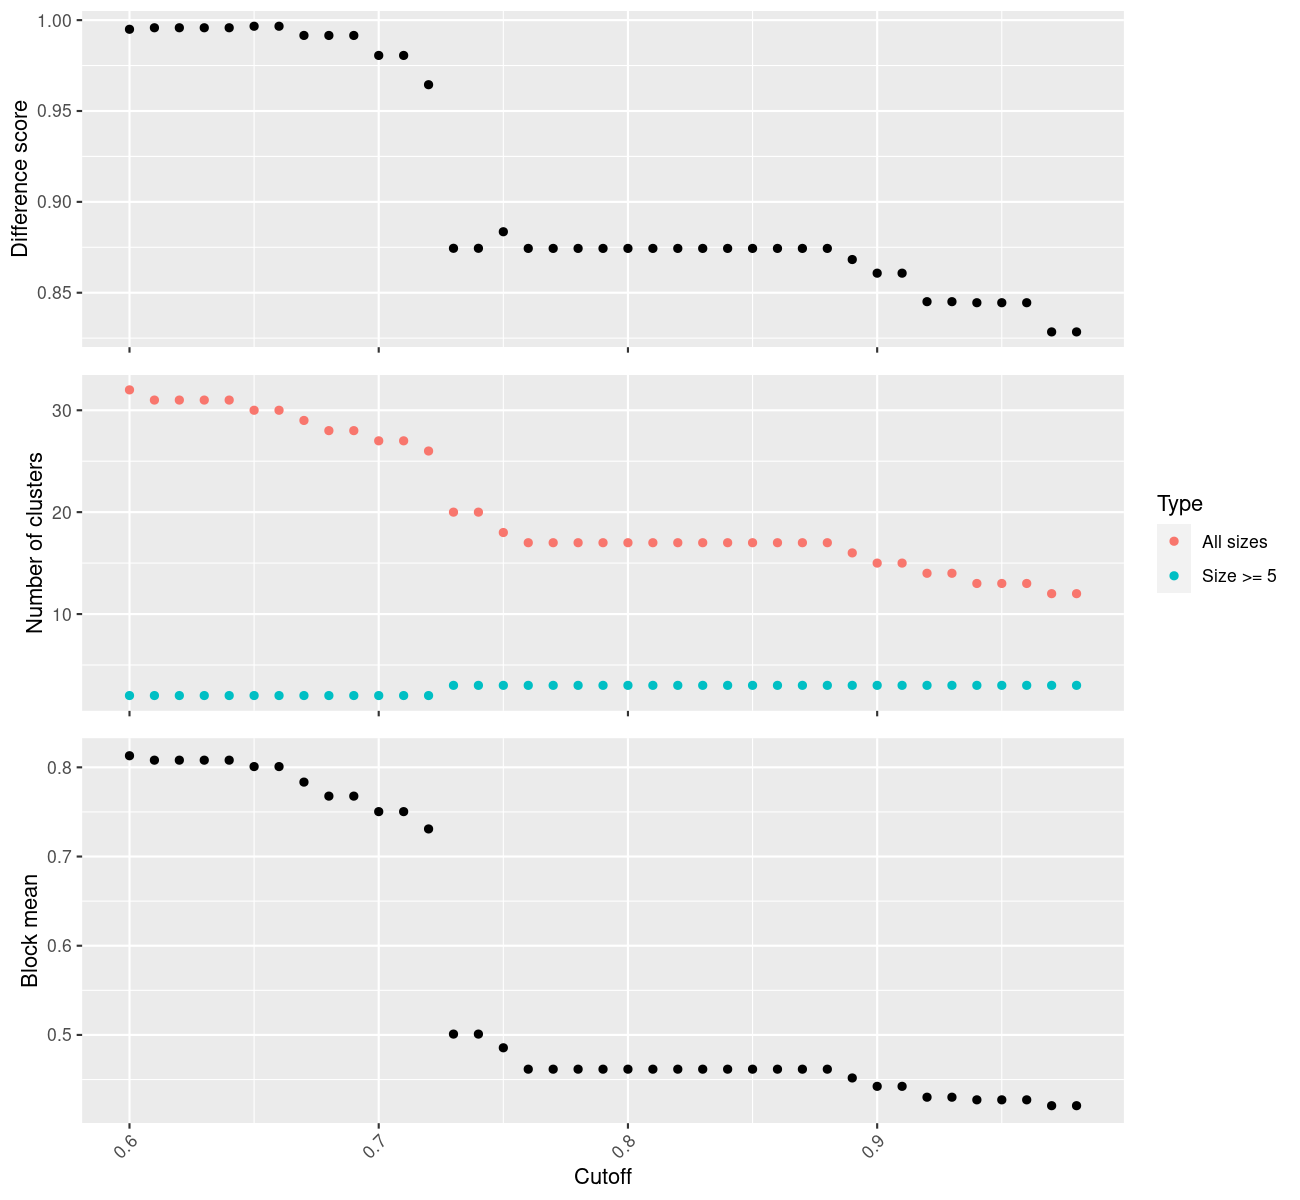 1.00
0.95
0.90
0.85
Difference score
30
20
10
Number of clusters
Type
All sizes
Size >= 5
0.8
0.7
0.6
0.5
Block mean
0.6
0.7
0.8
0.9
Cutoff